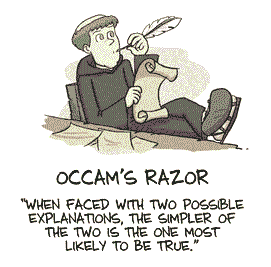 OCCAM'S RAZOR
"WHEN FACED WITH TWO POSSIBLE
EXPLANATIONS, THE SIMPLER OF
THE TWO IS THE ONE MOST
LIKELY TO BE TRUE."